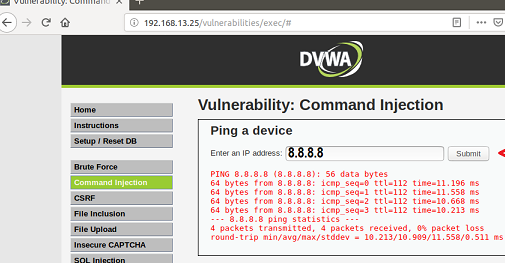 Vulnerability: Command
192.168.13.25/vulnerabilities/exec/#
DVWA
Home
Instructions
Setup / Reset DB
Brute Force
Command Injection
CSRF
File Inclusion
File Upload
Insecure CAPTCHA
SQL Injection
Vulnerability: Command Injection
Ping a device
Enter an IP address: 8.8.8.8 Submit
PING 8.8.8.8 (8.8.8.8): 56 data bytes
64 bytes from 8.8.8.8: icmp_seq=0 ttl=112 time=11.196 ms
64 bytes from 8.8.8.8: icmp_seq=1 ttl=112 time=11.558 ms
64 bytes from 8.8.8.8: icmp_seq=2 ttl=112 time=10.668 ms
64 bytes from 8.8.8.8: icmp_seq=3 ttl=112 time=10.213 ms
--- 8.8.8.8 ping statistics ---
4 packets transmitted, 4 packets received, 0% packet loss
round-trip min/avg/max/stddev = 10.213/10.909/11.558/0.511 ms